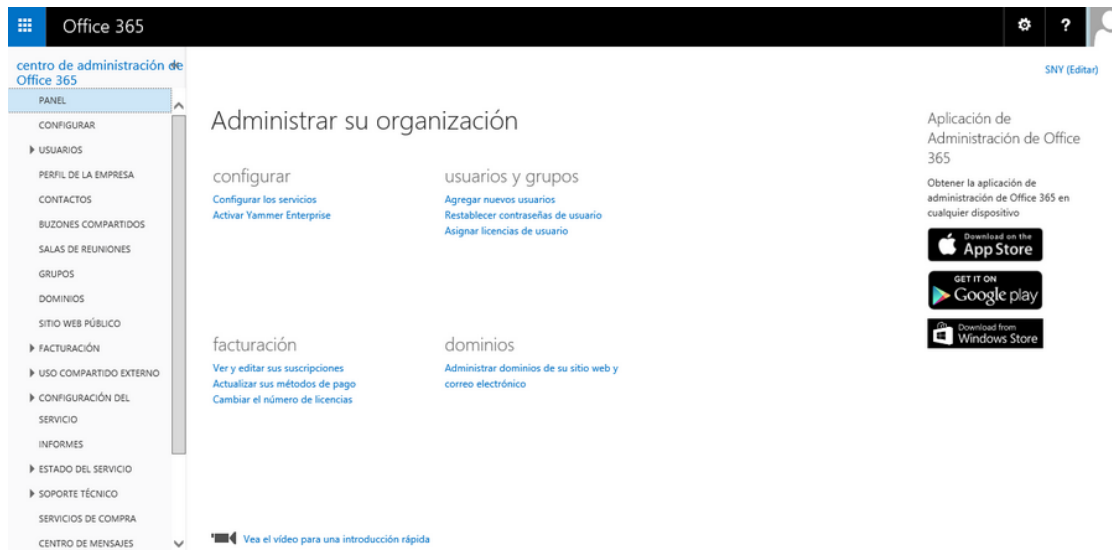 Office 365
?
centro de administración de
Office 365
SNY (Editar)
PANEL
CONFIGURAR
USUARIOS
PERFIL DE LA EMPRESA
CONTACTOS
BUZONES COMPARTIDOS
SALAS DE REUNIONES
GRUPOS
DOMINIOS
SITIO WEB PÚBLICO
FACTURACIÓN
USO COMPARTIDO EXTERNO
CONFIGURACIÓN DEL
SERVICIO
INFORMES
ESTADO DEL SERVICIO
SOPORTE TÉCNICO
SERVICIOS DE COMPRA
CENTRO DE MENSAJES
Administrar su organización
configurar
Configurar los servicios
Activar Yammer Enterprise
usuarios y grupos
Agregar nuevos usuarios
Restablecer contraseñas de usuario
Asignar licencias de usuario
facturación
Ver y editar sus suscripciones
Actualizar sus métodos de pago
Cambiar el número de licencias
dominios
Administrar dominios de su sitio web y
correo electrónico
Vea el vídeo para una introducción rápida
Aplicación de
Administración de Office
365
Obtener la aplicación de
administración de Office 365 en
cualquier dispositivo
Download on the
App Store
GET IT ON
Google play
Download from
Windows Store